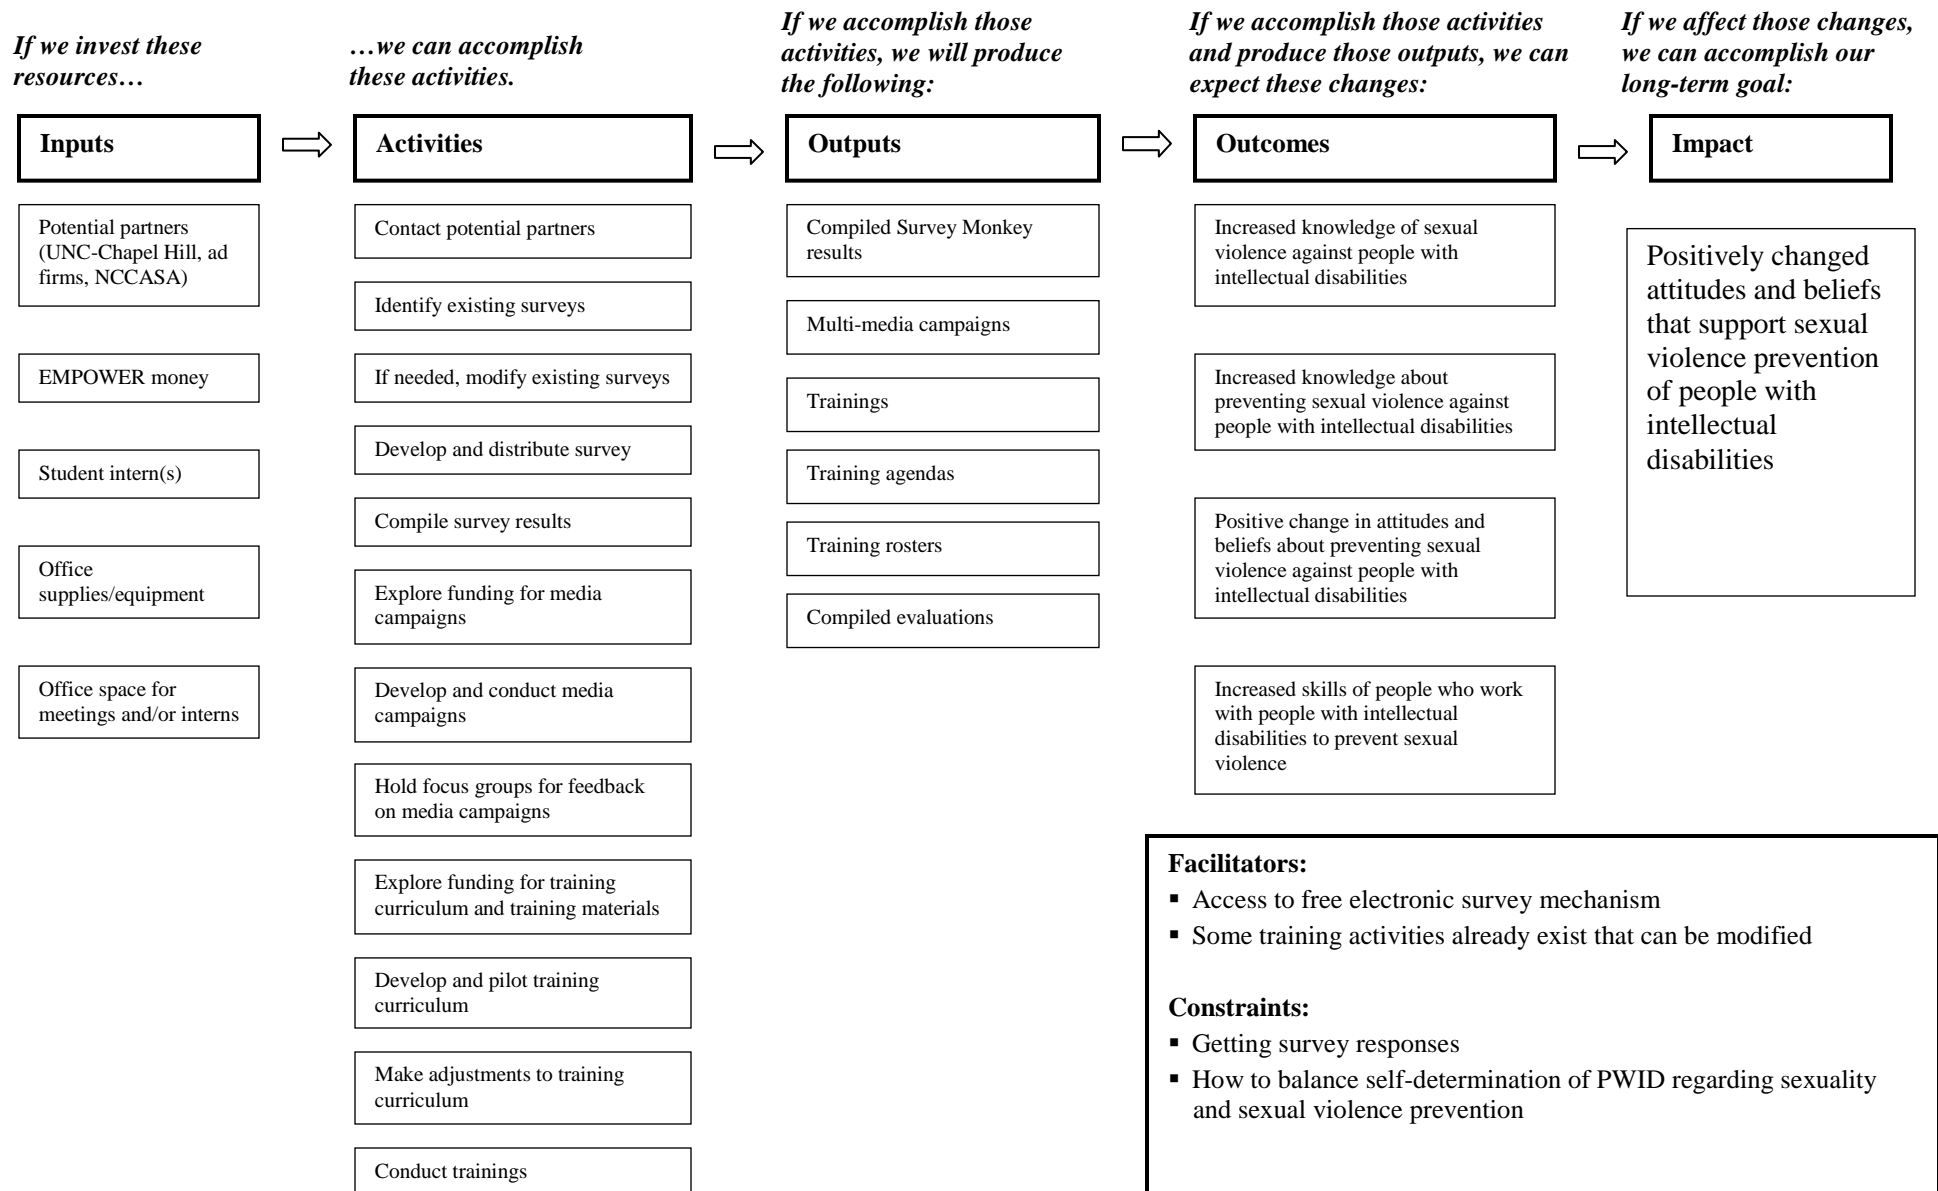 If we invest these
resources…
…we can accomplish
these activities.
If we accomplish those
activities, we will produce
the following:
If we accomplish those activities
and produce those outputs, we can
expect these changes:
If we affect those changes,
we can accomplish our
long-term goal:
Inputs
Activities
Outputs
Outcomes
Impact
Potential partners
(UNC-Chapel Hill, ad
firms, NCCASA)
EMPOWER money
Student intern(s)
Office
supplies/equipment
Office space for
meetings and/or interns
Contact potential partners
Identify existing surveys
If needed, modify existing surveys
Develop and distribute survey
Compile survey results
Explore funding for media
campaigns
Develop and conduct media
campaigns
Hold focus groups for feedback
on media campaigns
Explore funding for training
curriculum and training materials
Develop and pilot training
curriculum
Make adjustments to training
curriculum
Conduct trainings
Compiled Survey Monkey
results
Multi-media campaigns
Trainings
Training agendas
Training rosters
Compiled evaluations
Increased knowledge of sexual
violence against people with
intellectual disabilities
Increased knowledge about
preventing sexual violence against
people with intellectual disabilities
Positive change in attitudes and
beliefs about preventing sexual
violence against people with
intellectual disabilities
Increased skills of people who work
with people with intellectual
disabilities to prevent sexual
violence
Positively changed
attitudes and beliefs
that support sexual
violence prevention
of people with
intellectual
disabilities
Facilitators:
▪ Access to free electronic survey mechanism
▪ Some training activities already exist that can be modified
Constraints:
▪ Getting survey responses
▪ How to balance self-determination of PWID regarding sexuality
and sexual violence prevention